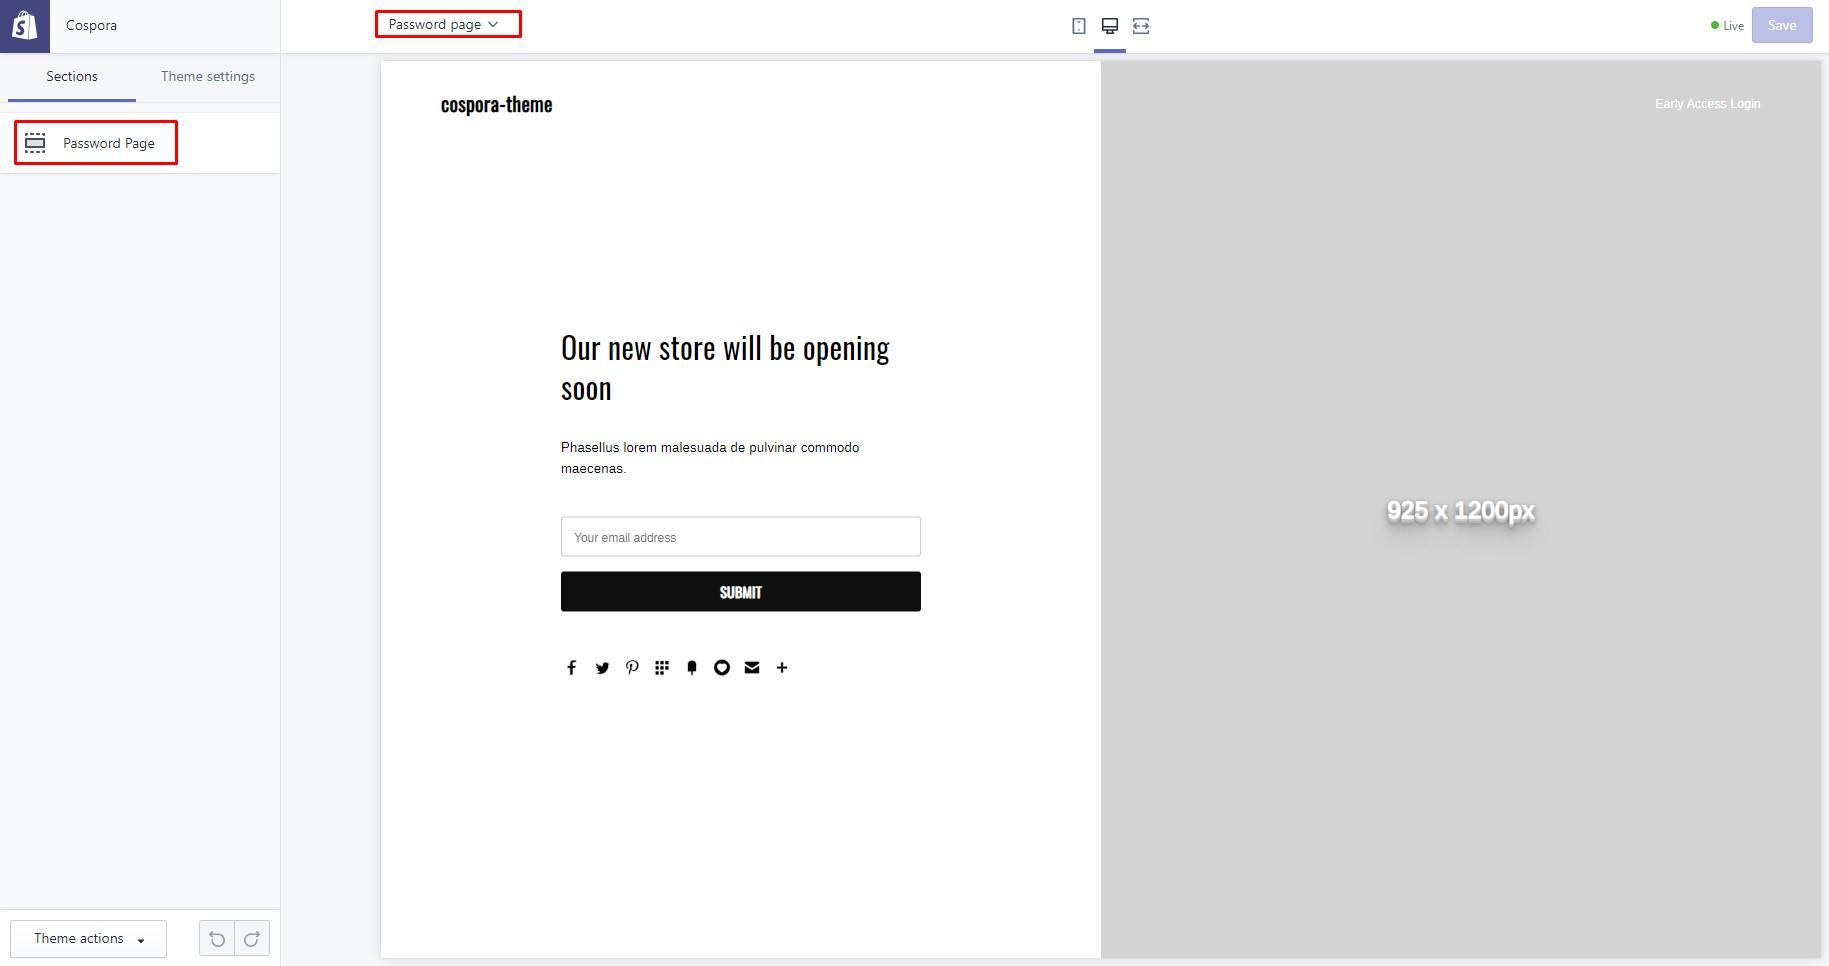 Cospora
Password page
Live
Save
Sections
Theme settings
Password Page
cospora-theme
Early Access Login
Our new store will be opening
soon
Phasellus lorem malesuada de pulvinar commodo
maecenas.
Your email address
SUBMIT
925 x 1200px
Theme actions